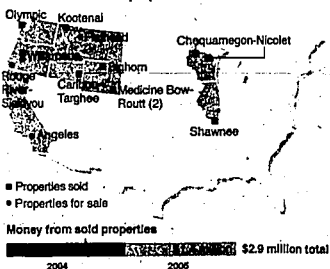 Olympic Kootenai
Chequamegon-Nicolet
Bighorn
Rogue
River-
Caribou-
Targhee
Medicine Bow-
Routt (2)
Angeles
Shawnee
Properties sold
Properties for sale
Money from sold properties
$2.9 million total
2004 2005